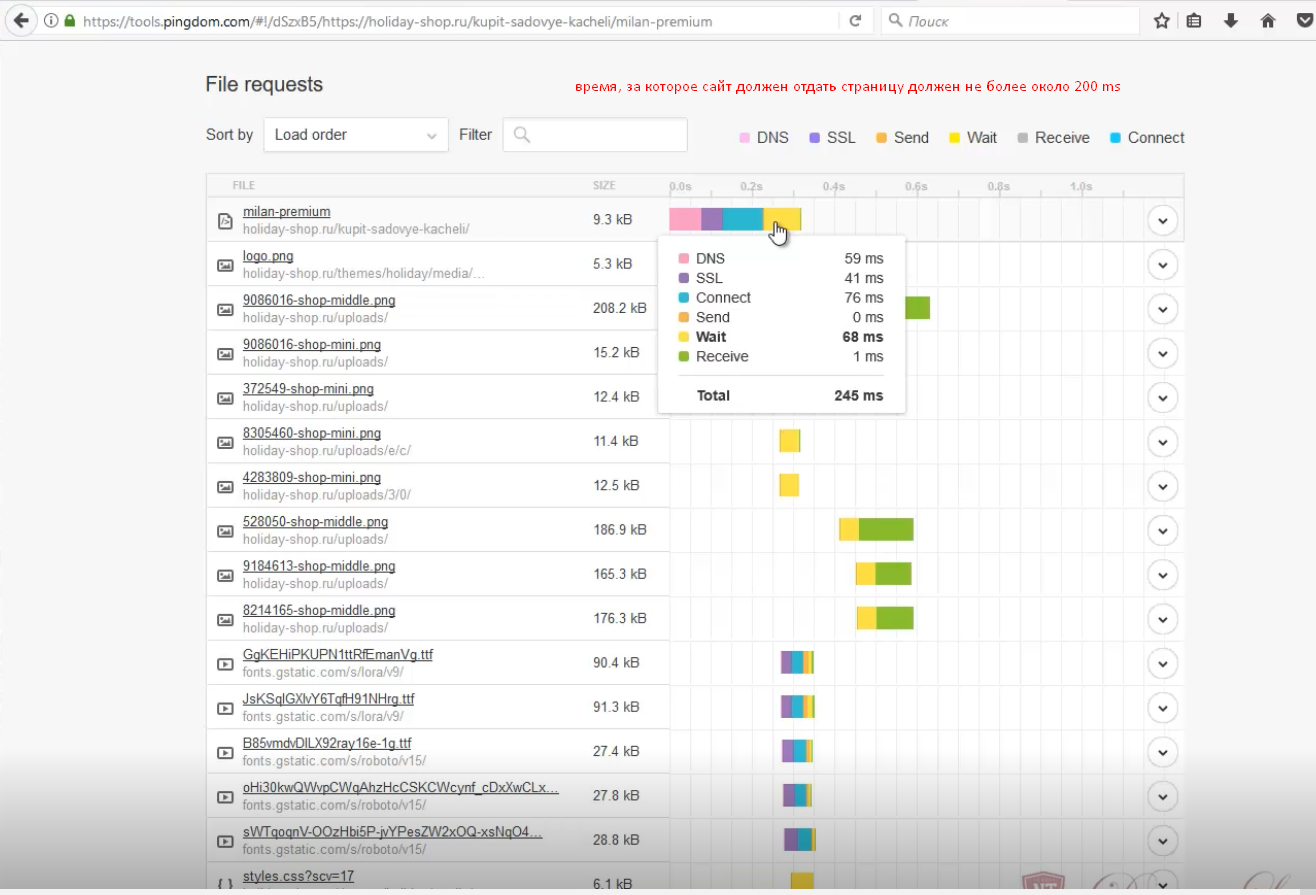 https://tools.pingdom.com/#!/dSzxB5/https://holiday-shop.ru/kupit-sadovye-kacheli/milan-premium
Поиск
File requests
время, за которое сайт должен отдать страницу должен не более около 200 ms
Sort by Load order Filter
DNS SSL Send Wait Receive Connect
FILE SIZE 0.0s 0.2s 0.4s 0.6s 0.8s 1.0s
milan-premium 9.3 kB
holiday-shop.ru/kupit-sadovye-kacheli/
logo.png 5.3 kB
holiday-shop.ru/themes/holiday/media/…
9086016-shop-middle.png 208.2 kB
holiday-shop.ru/uploads/
9086016-shop-mini.png 15.2 kB
holiday-shop.ru/uploads/
372549-shop-mini.png 12.4 kB
holiday-shop.ru/uploads/
DNS 59 ms
SSL 41 ms
Connect 76 ms
Send 0 ms
Wait 68 ms
Receive 1 ms
Total 245 ms
8305460-shop-mini.png 11.4 kB
holiday-shop.ru/uploads/e/c/
4283809-shop-mini.png 12.5 kB
holiday-shop.ru/uploads/3/0/
528050-shop-middle.png 186.9 kB
holiday-shop.ru/uploads/
9184613-shop-middle.png 165.3 kB
holiday-shop.ru/uploads/
8214165-shop-middle.png 176.3 kB
holiday-shop.ru/uploads/
GgKEHiPKUPN1ttRfEmanVg.ttf 90.4 kB
fonts.gstatic.com/s/lora/v9/
JsKSqlGXlvY6TqfH91NHrg.ttf 91.3 kB
fonts.gstatic.com/s/lora/v9/
B85vmdvDILX92ray16e-1g.ttf 27.4 kB
fonts.gstatic.com/s/roboto/v15/
oHi30kwQWvpCWqAhzHcCSKCWcynf_cDxXwCLx… 27.8 kB
fonts.gstatic.com/s/roboto/v15/
sWTqoqnV-OOzHbi5P-jvYPesZW2xOQ-xsNqO4… 28.8 kB
fonts.gstatic.com/s/roboto/v15/
styles.css?scv=17 6.1 kB